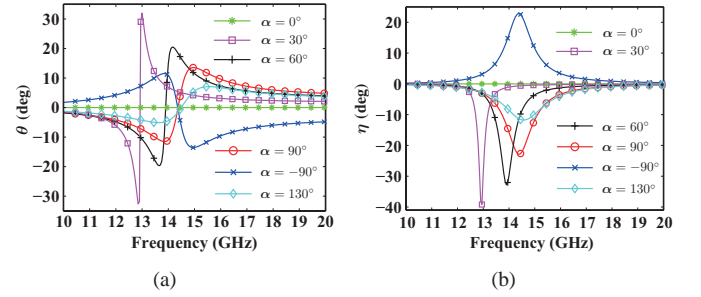 30
20
10
0
-10
-20
-30
θ (deg)
α = 0°
α = 30°
α = 60°
α = 90°
α = −90°
α = 130°
10 11 12 13 14 15 16 17 18 19 20
Frequency (GHz)
(a)
20
10
0
-10
-20
-30
-40
η (deg)
α = 0°
α = 30°
α = 60°
α = 90°
α = −90°
α = 130°
10 11 12 13 14 15 16 17 18 19 20
Frequency (GHz)
(b)